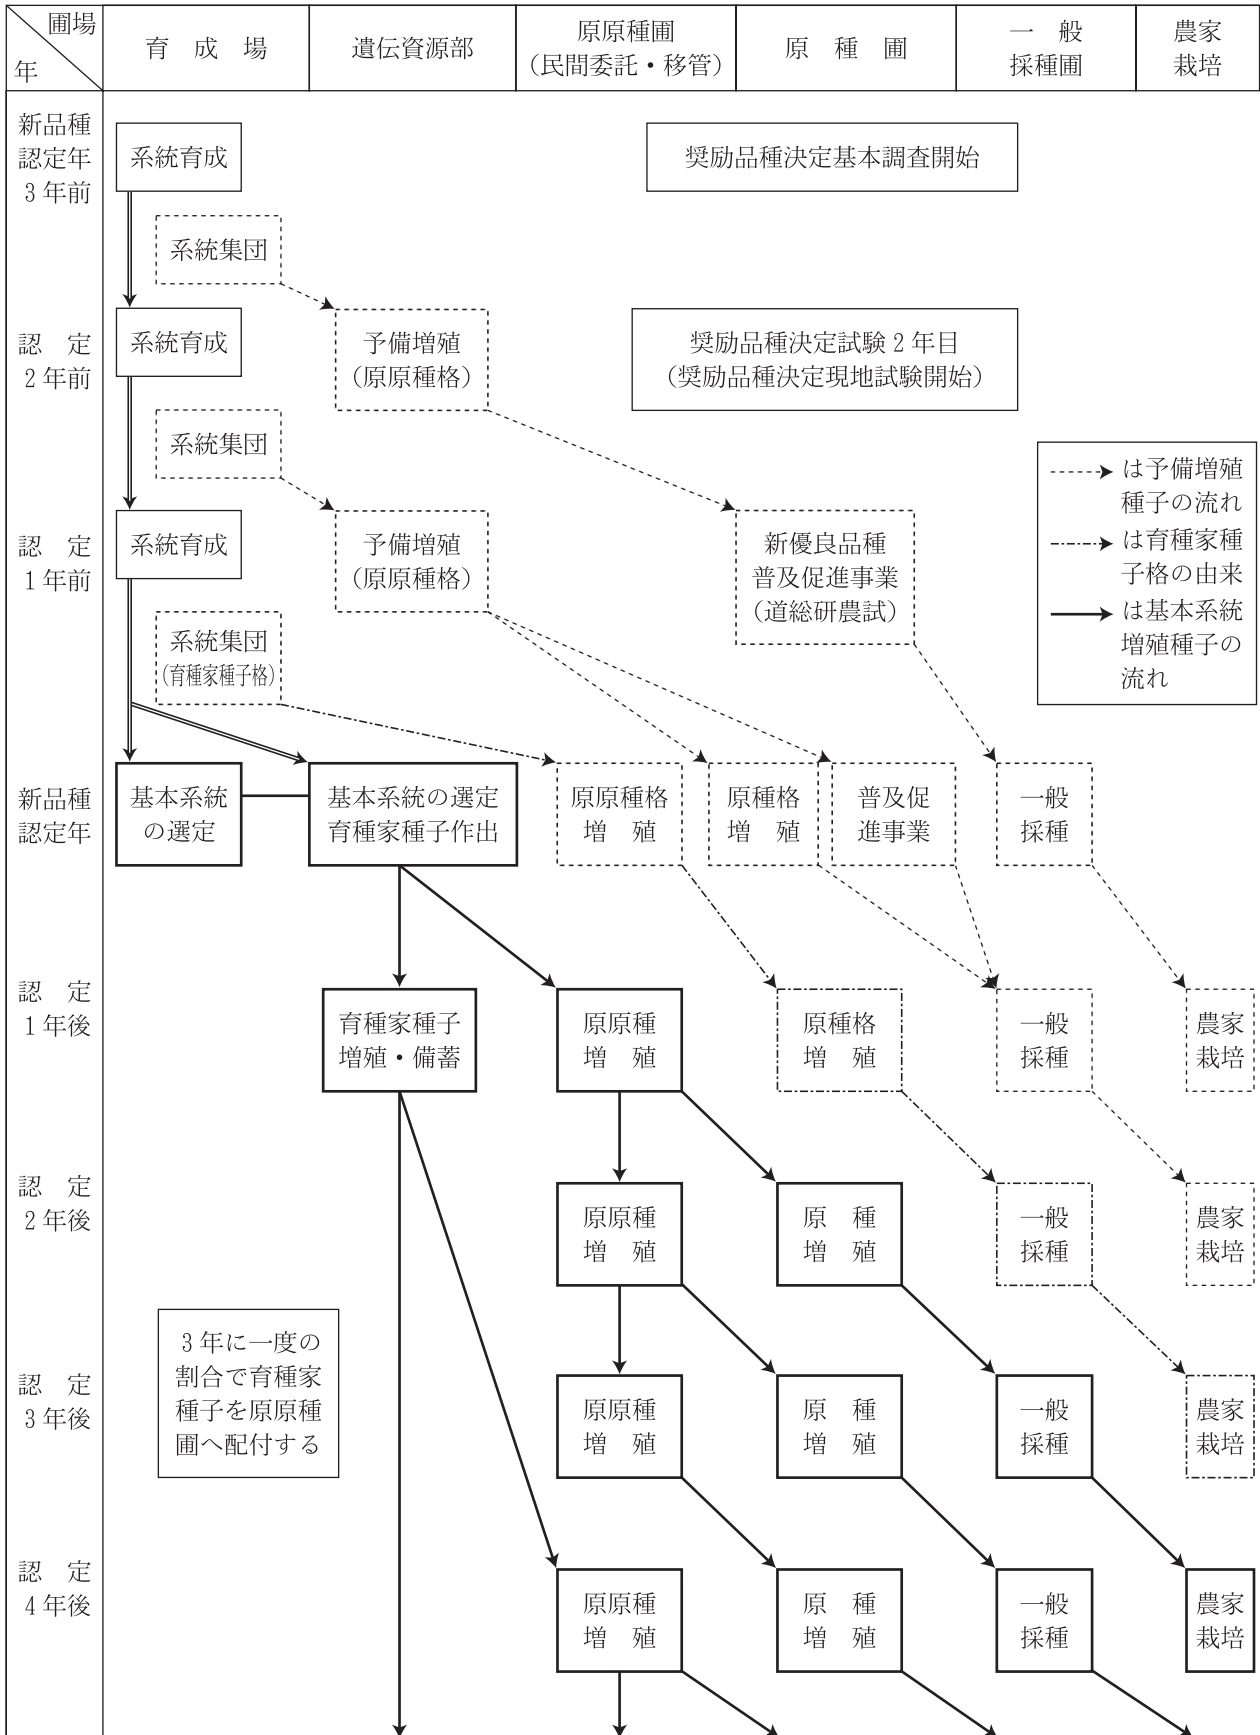 圃場
年
育　成　場
遺伝資源部
原原種圃
（民間委託・移管）
原　種　圃
一　般
採種圃
農家
栽培
新品種
認定年
3年前
系統育成
奨励品種決定基本調査開始
系統集団
認　定
2年前
系統育成
予備増殖
（原原種格）
奨励品種決定試験2年目
（奨励品種決定現地試験開始）
系統集団
は予備増殖
種子の流れ
は育種家種
子格の由来
は基本系統
増殖種子の
流れ
認　定
1年前
系統育成
予備増殖
（原原種格）
新優良品種
普及促進事業
（道総研農試）
系統集団
（育種家種子格）
新品種
認定年
基本系統
の選定
基本系統の選定
育種家種子作出
原原種格
増　殖
原種格
増　殖
普及促
進事業
一般
採種
認　定
1年後
育種家種子
増殖・備蓄
原原種
増　殖
原種格
増　殖
一般
採種
農家
栽培
認　定
2年後
原原種
増　殖
原　種
増　殖
一般
採種
農家
栽培
3年に一度の
割合で育種家
種子を原原種
圃へ配付する
認　定
3年後
原原種
増　殖
原　種
増　殖
一般
採種
農家
栽培
認　定
4年後
原原種
増　殖
原　種
増　殖
一般
採種
農家
栽培